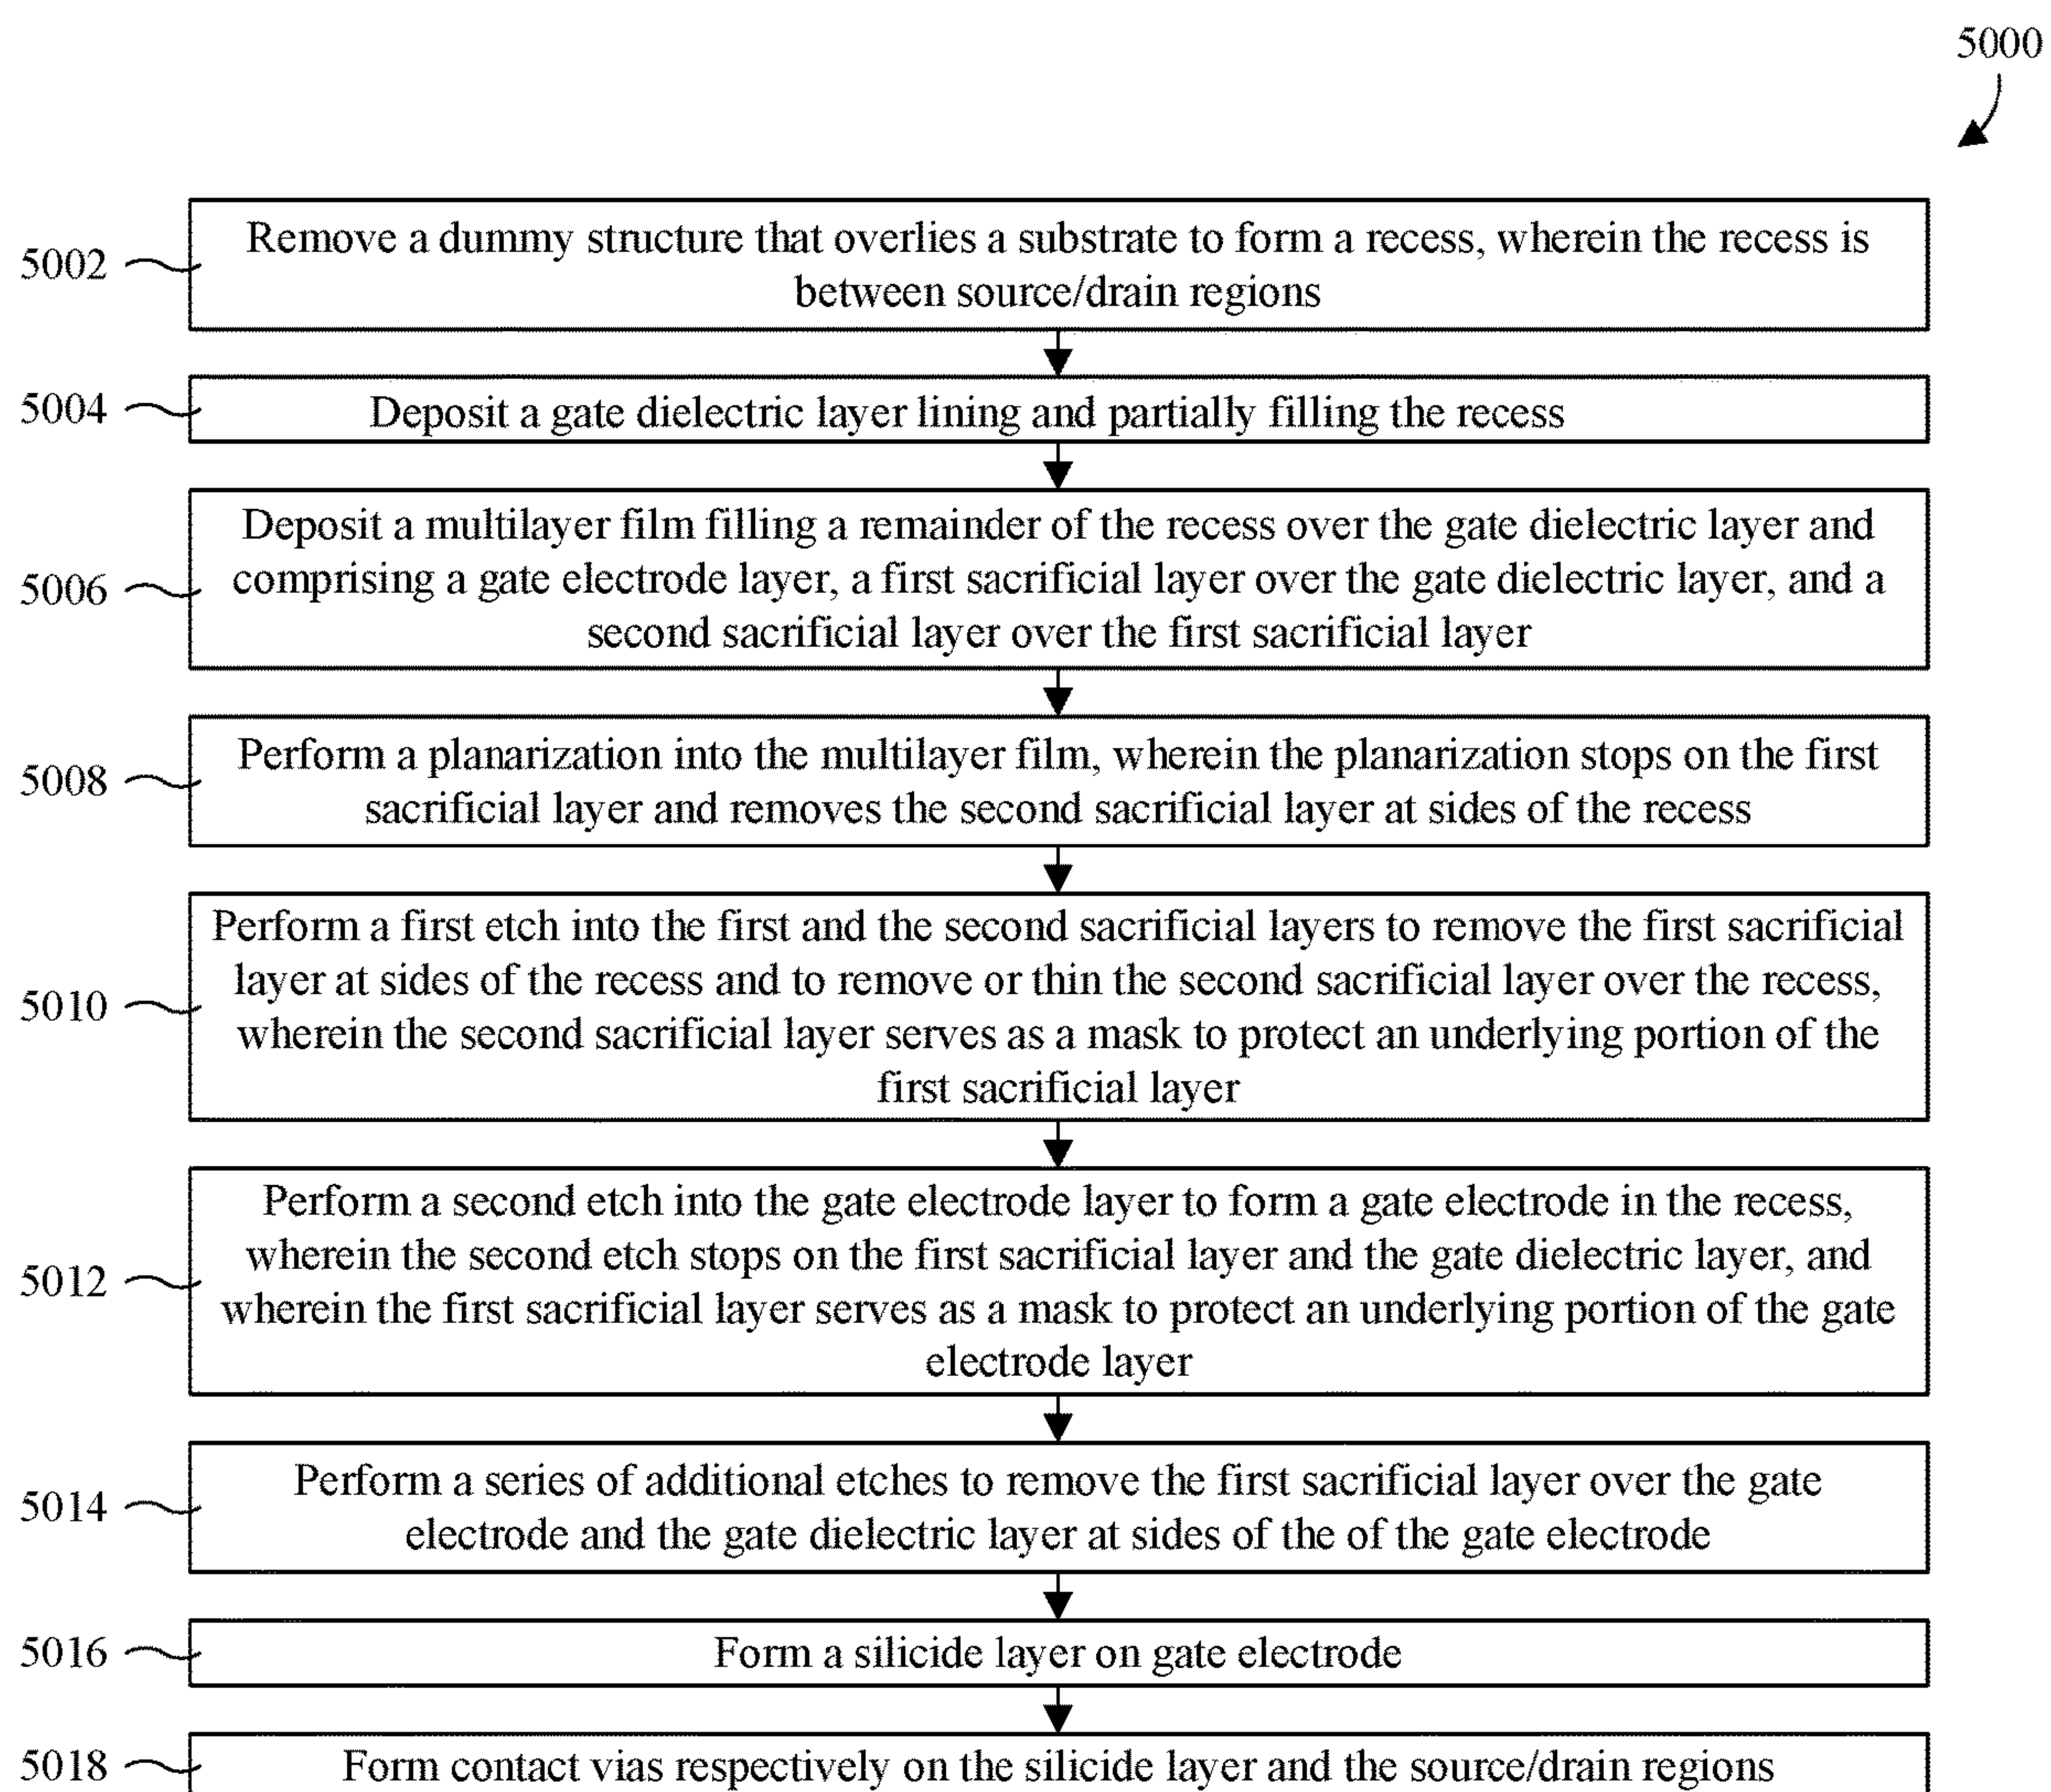 5000
5002
Remove a dummy structure that overlies a substrate to form a recess, wherein the recess is
between source/drain regions
5004
Deposit a gate dielectric layer lining and partially filling the recess
5006
Deposit a multilayer film filling a remainder of the recess over the gate dielectric layer and
comprising a gate electrode layer, a first sacrificial layer over the gate dielectric layer, and a
second sacrificial layer over the first sacrificial layer
5008
Perform a planarization into the multilayer film, wherein the planarization stops on the first
sacrificial layer and removes the second sacrificial layer at sides of the recess
5010
Perform a first etch into the first and the second sacrificial layers to remove the first sacrificial
layer at sides of the recess and to remove or thin the second sacrificial layer over the recess,
wherein the second sacrificial layer serves as a mask to protect an underlying portion of the
first sacrificial layer
5012
Perform a second etch into the gate electrode layer to form a gate electrode in the recess,
wherein the second etch stops on the first sacrificial layer and the gate dielectric layer, and
wherein the first sacrificial layer serves as a mask to protect an underlying portion of the gate
electrode layer
5014
Perform a series of additional etches to remove the first sacrificial layer over the gate
electrode and the gate dielectric layer at sides of the of the gate electrode
5016
Form a silicide layer on gate electrode
5018
Form contact vias respectively on the silicide layer and the source/drain regions